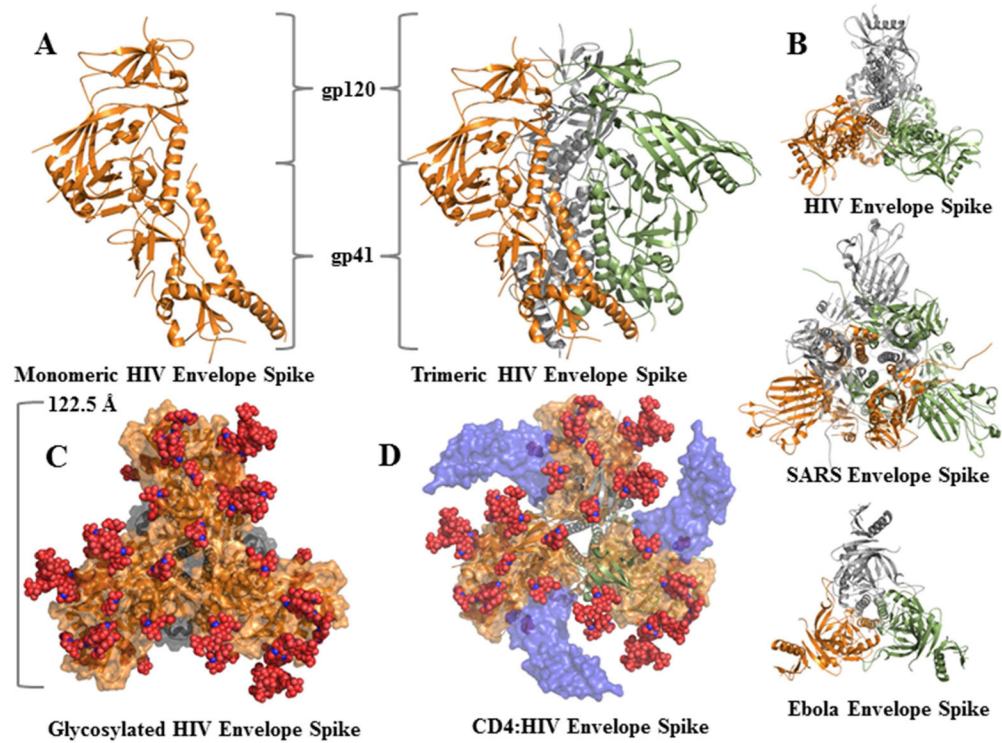 A
gp120
gp41
Monomeric HIV Envelope Spike
Trimeric HIV Envelope Spike
B
HIV Envelope Spike
SARS Envelope Spike
Ebola Envelope Spike
122.5 Å
C
Glycosylated HIV Envelope Spike
D
CD4:HIV Envelope Spike